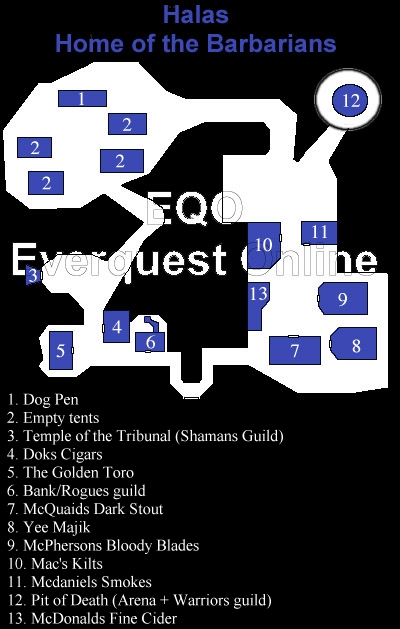 Halas
Home of the Barbarians
1
12
2
2
2
2
EQO
10
11
Everquest Online
3
13
9
4
6
8
5
7
1. Dog Pen
2. Empty tents
3. Temple of the Tribunal (Shamans Guild)
4. Doks Cigars
5. The Golden Toro
6. Bank/Rogues guild
7. McQuaids Dark Stout
8. Yee Majik
9. McPhersons Bloody Blades
10. Mac's Kilts
11. Mcdaniels Smokes
12. Pit of Death (Arena + Warriors guild)
13. McDonalds Fine Cider